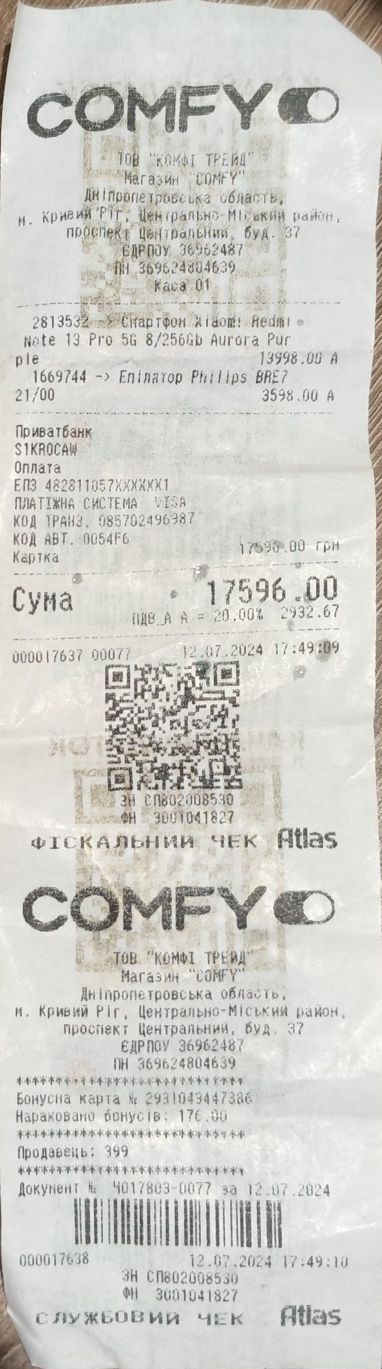 COMFY
ТОВ "КОМФІ ТРЕЙД"
Магазин "COMFY"
Дніпропетровська область,
м. Кривий Ріг, Центрально-Міський район,
проспект Центральний, буд. 37
ЄДРПОУ 36962487
ПН 369624804639
Каса 01
2813532 -> Смартфон Xiaomi Redmi
Note 13 Pro 5G 8/256Gb Aurora Pur
ple 13998.00 А
1669744 -> Епілятор Philips BRE7
21/00 3598.00 А
Приватбанк
S1KROCAW
Оплата
ЕПЗ 482811057XXXXXX1
ПЛАТІЖНА СИСТЕМА VISA
КОД ТРАНЗ. 085702496987
КОД АВТ. 0054F6
Картка 17596.00 грн
Сума 17596.00
ПДВ А А = 20.00% 2932.67
000017637 00077 12.07.2024 17:49:09
ЗН СП802008530
ФН 3001041827
ФІСКАЛЬНИЙ ЧЕК Atlas
COMFY
ТОВ "КОМФІ ТРЕЙД"
Магазин "COMFY"
Дніпропетровська область,
м. Кривий Ріг, Центрально-Міський район,
проспект Центральний, буд. 37
ЄДРПОУ 36962487
ПН 369624804639
***************************
Бонусна карта № 2931043447386
Нараховано бонусів: 176.00
***************************
Продавець: 399
***************************
Документ № Ч017803-0077 за 12.07.2024
000017638 12.07.2024 17:49:10
ЗН СП802008530
ФН 3001041827
СЛУЖБОВИЙ ЧЕК Atlas